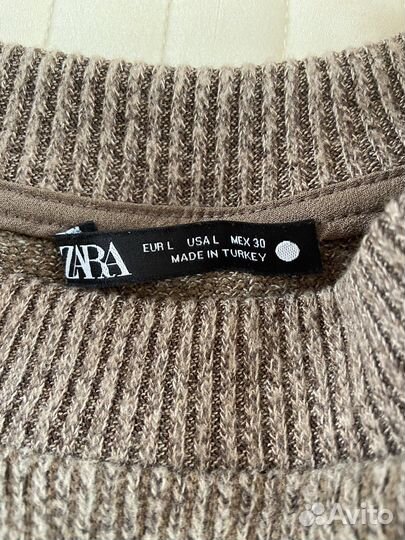 ZARA
EUR L USA L MEX 30
MADE IN TURKEY
Avito